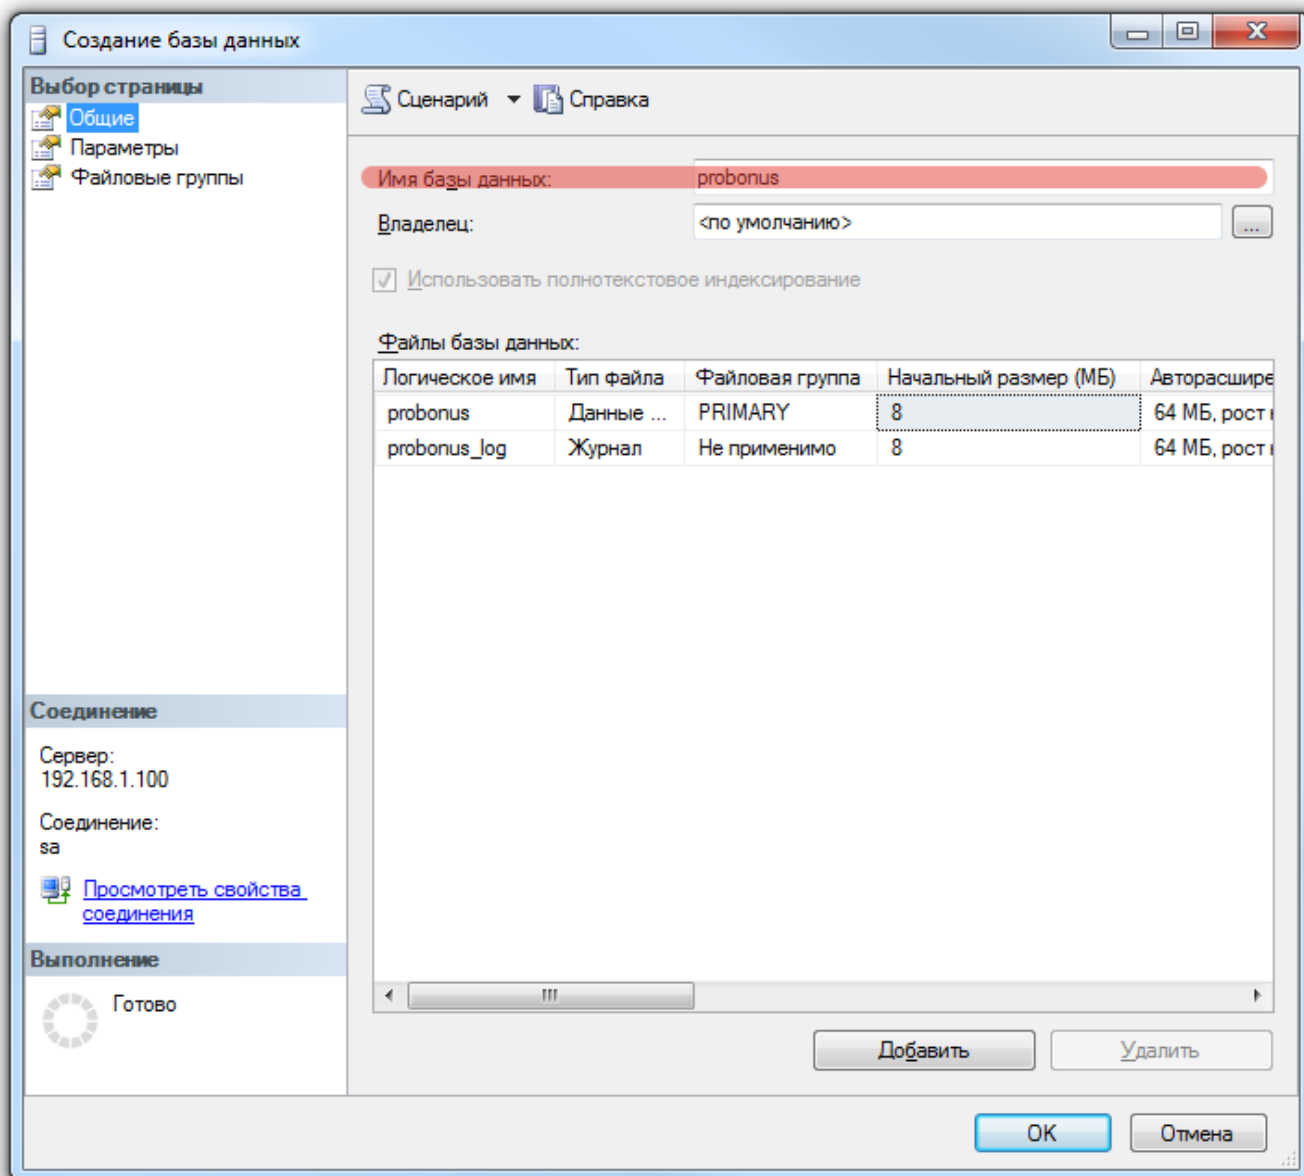 Создание базы данных
Выбор страницы
Общие
Параметры
Файловые группы
Сценарий
Справка
Имя базы данных: probonus
Владелец: <по умолчанию> ...
Использовать полнотекстовое индексирование
Файлы базы данных:
Логическое имя Тип файла Файловая группа Начальный размер (МБ) Авторасшире
probonus Данные ... PRIMARY 8 64 МБ, рост
probonus_log Журнал Не применимо 8 64 МБ, рост
Соединение
Сервер:
192.168.1.100
Соединение:
sa
Просмотреть свойства
соединения
Выполнение
Готово
Добавить Удалить
OK Отмена